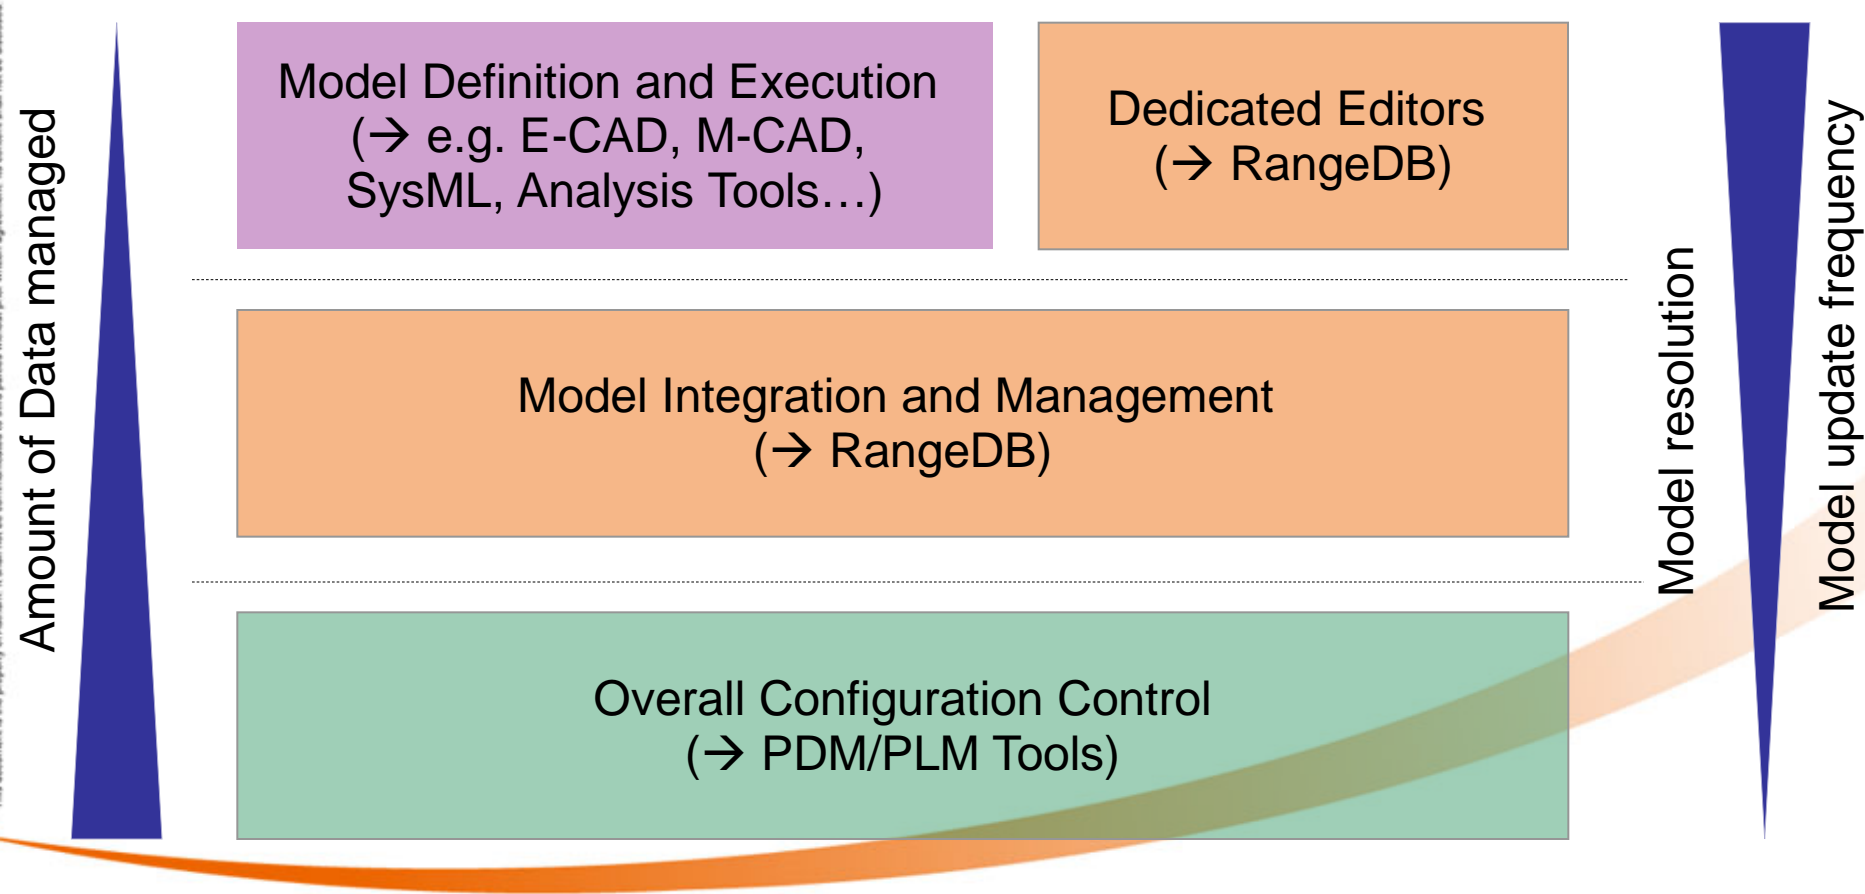 Amount of Data managed
Model Definition and Execution
(→ e.g. E-CAD, M-CAD,
SysML, Analysis Tools…)
Dedicated Editors
(→ RangeDB)
Model Integration and Management
(→ RangeDB)
Overall Configuration Control
(→ PDM/PLM Tools)
Model resolution
Model update frequency